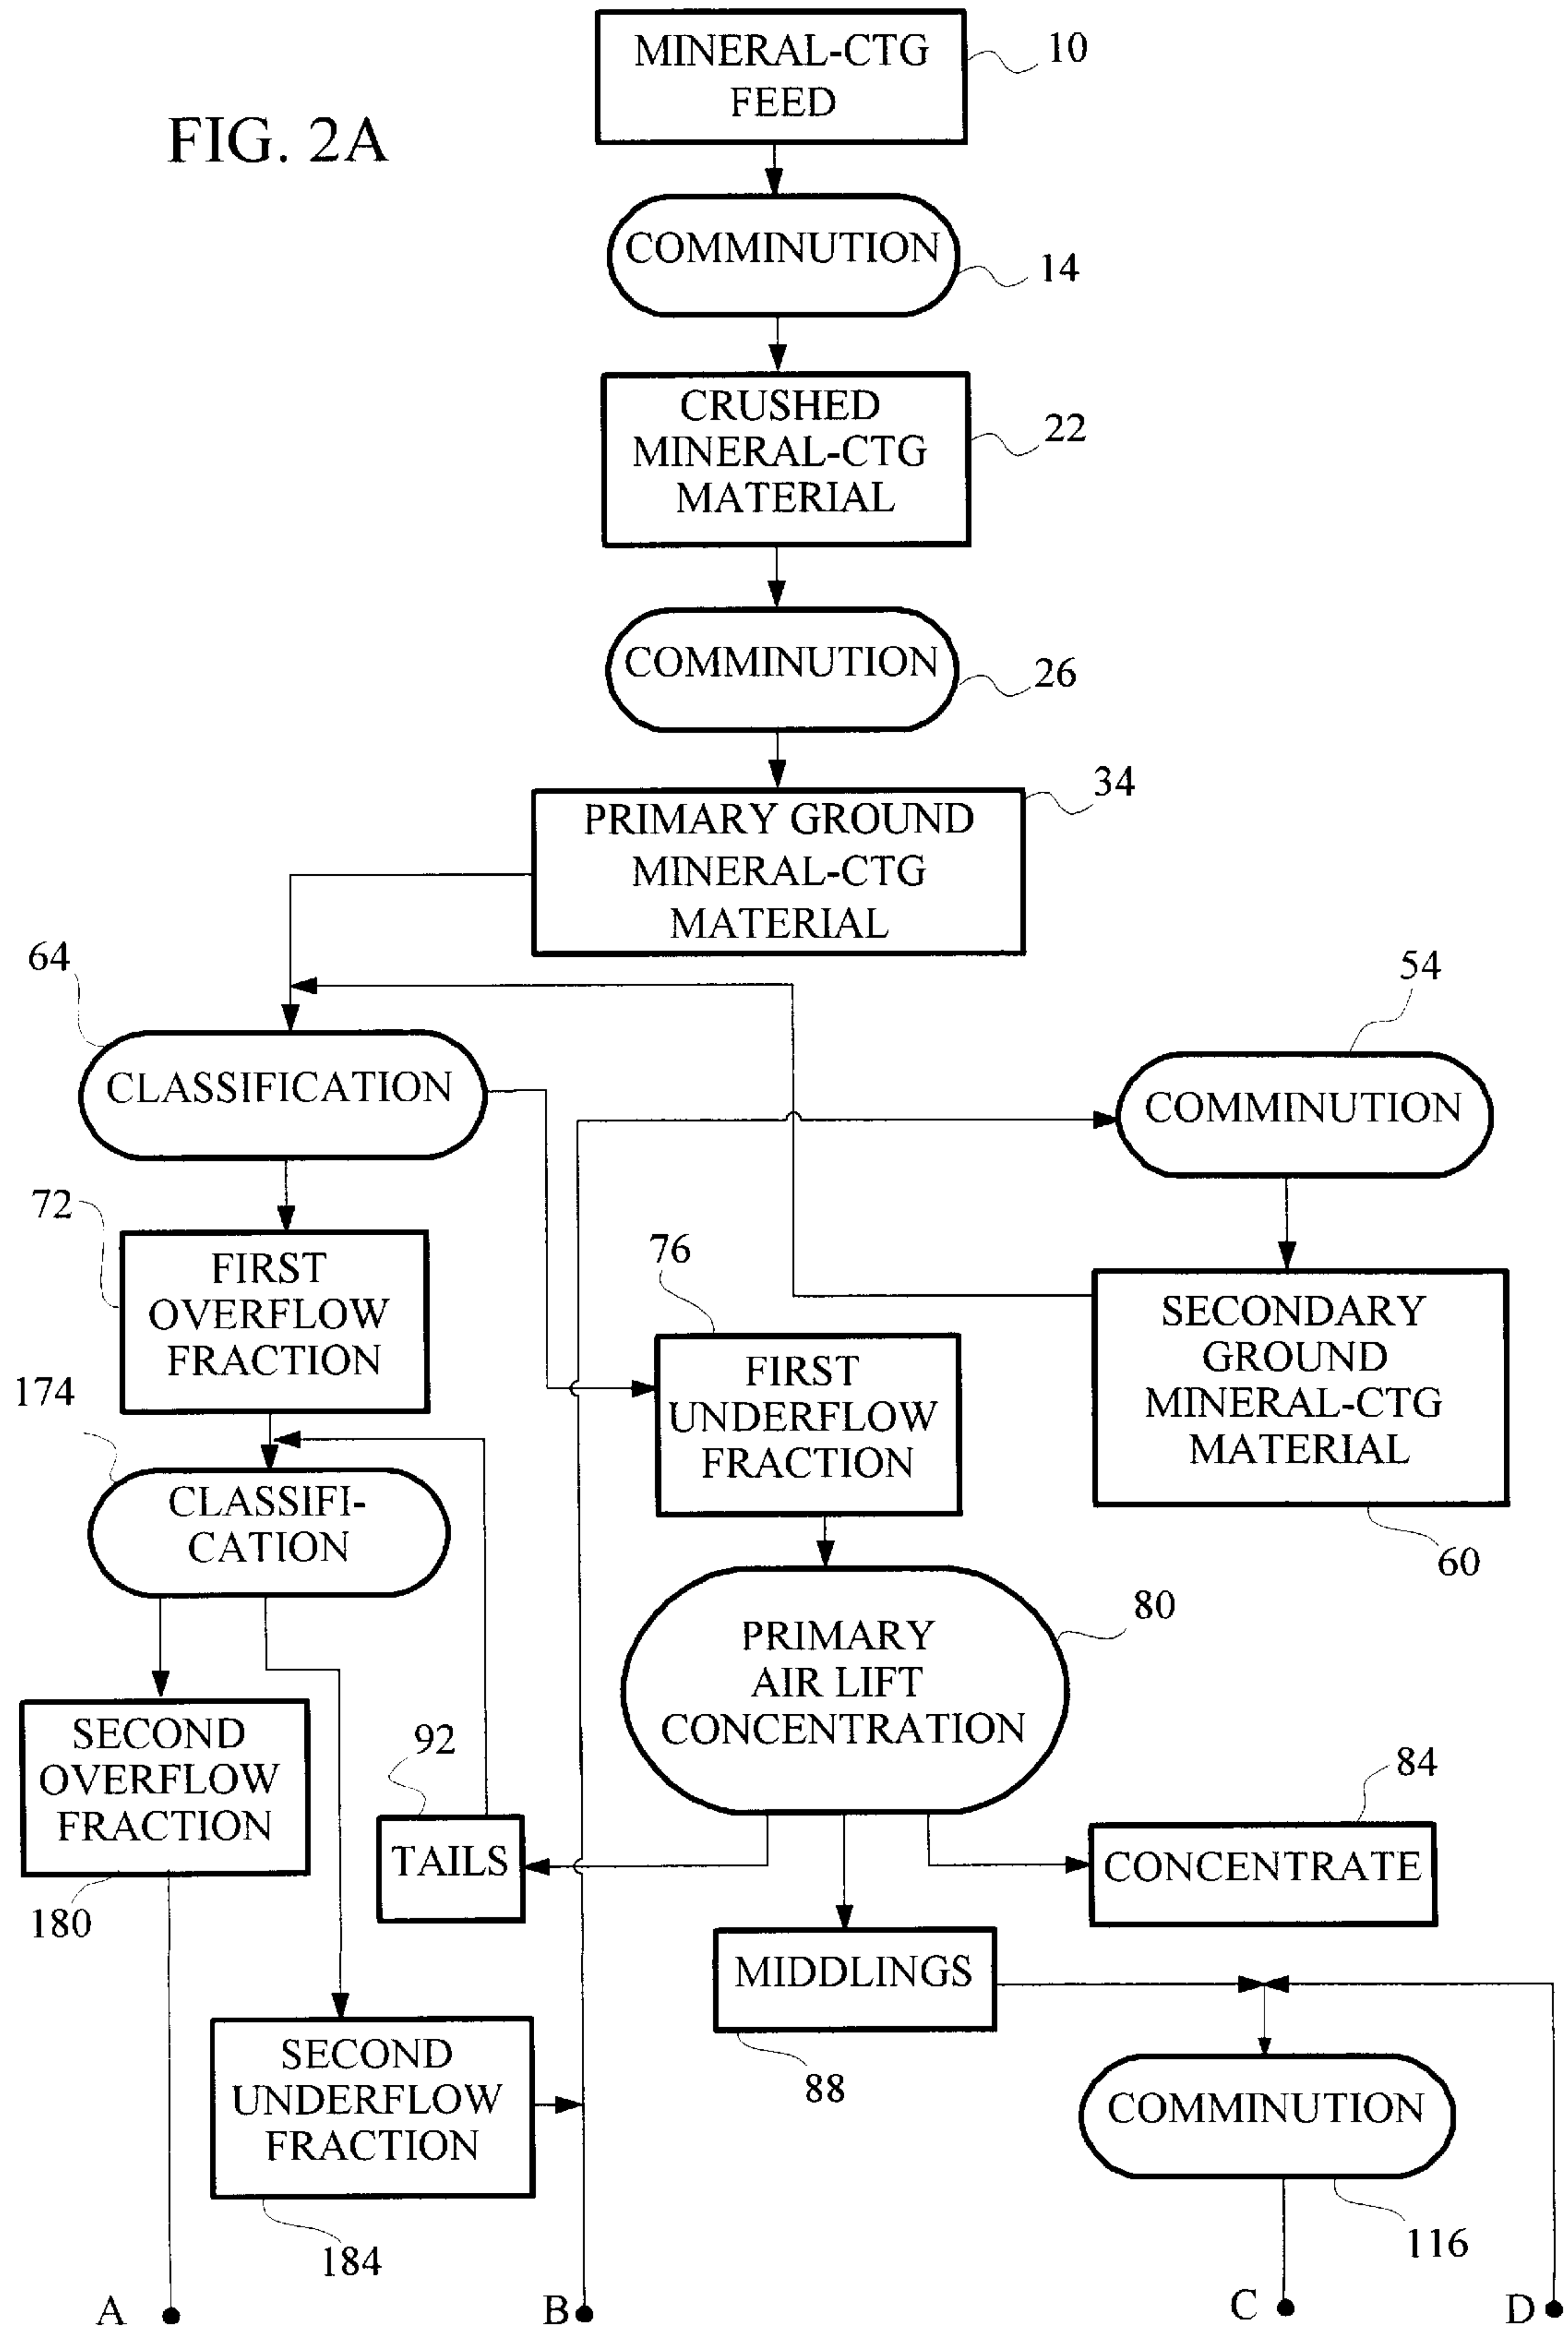 MINERAL-CTG
FEED
10
FIG. 2A
COMMINUTION
14
CRUSHED
MINERAL-CTG
MATERIAL
22
COMMINUTION
26
34
PRIMARY GROUND
MINERAL-CTG
MATERIAL
64
54
CLASSIFICATION
COMMINUTION
72
76
FIRST
OVERFLOW
FRACTION
SECONDARY
GROUND
MINERAL-CTG
MATERIAL
FIRST
UNDERFLOW
FRACTION
174
CLASSIFI-
CATION
60
80
PRIMARY
AIR LIFT
CONCENTRATION
SECOND
OVERFLOW
FRACTION
92
84
TAILS
CONCENTRATE
180
MIDDLINGS
88
SECOND
UNDERFLOW
FRACTION
COMMINUTION
184
116
A
B
C
D